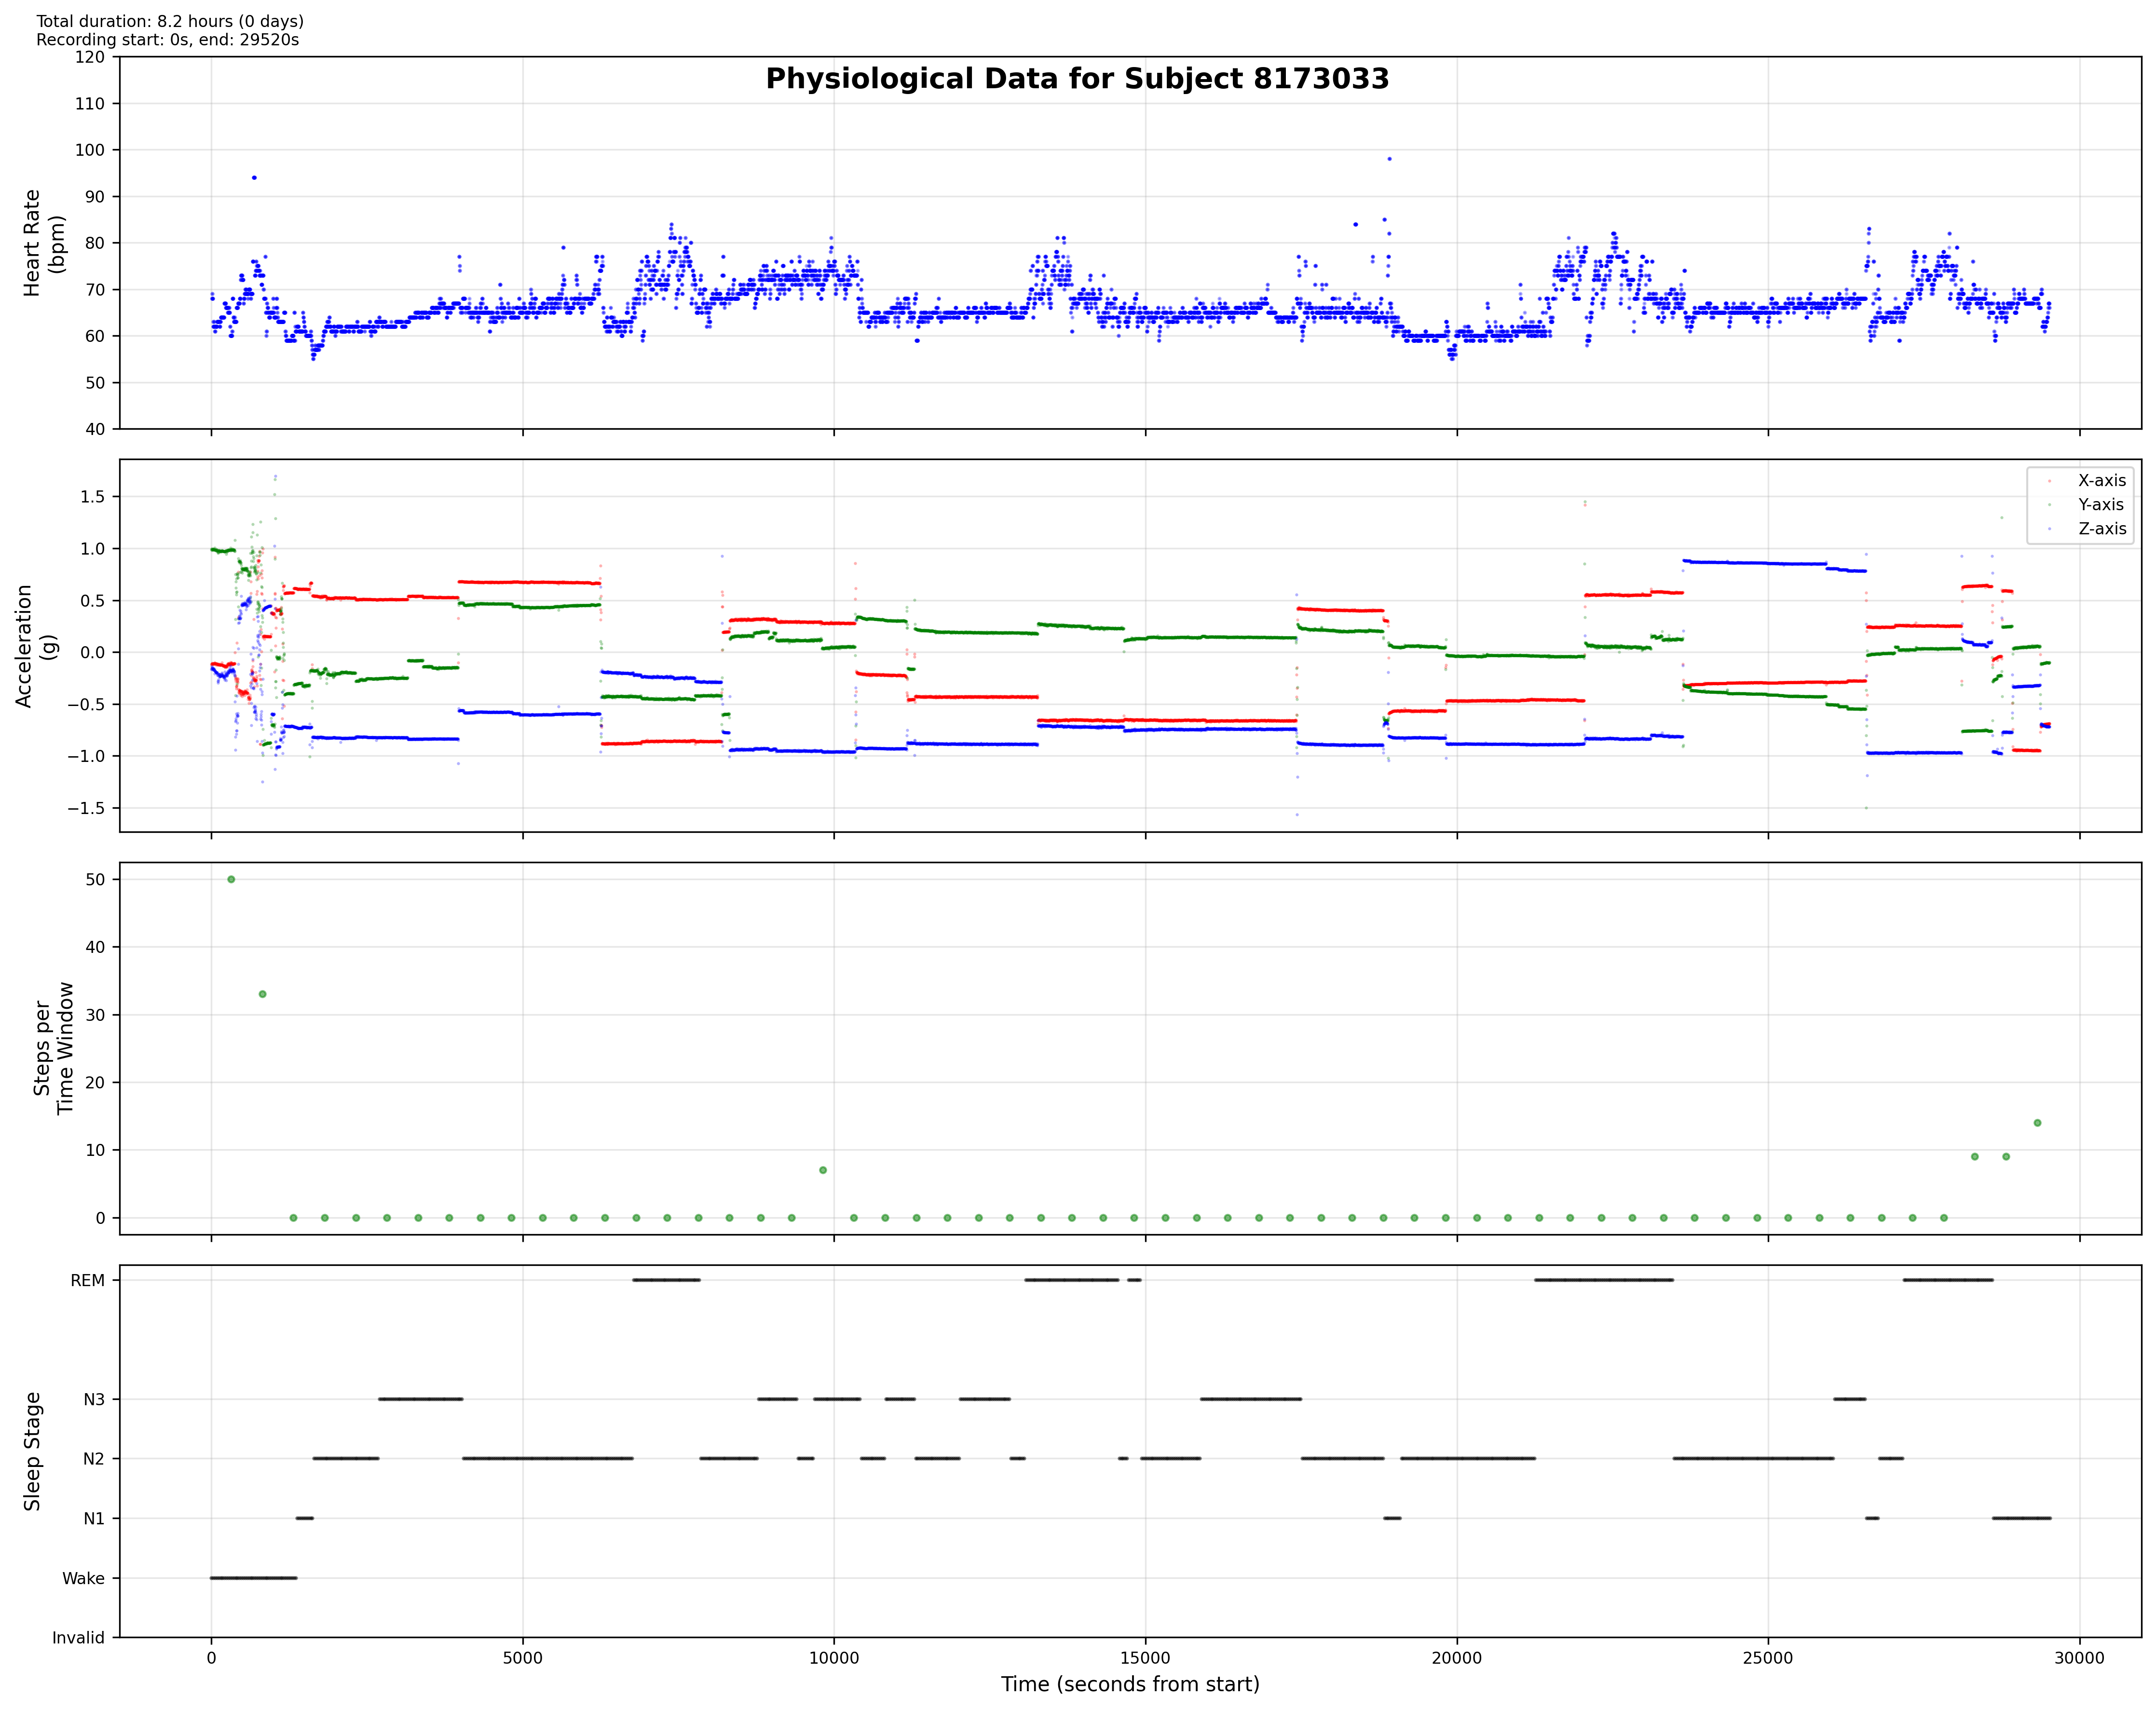 Total duration: 8.2 hours (0 days)
Recording start: 0s, end: 29520s
Physiological Data for Subject 8173033
120
110
100
90
80
70
60
50
40
Heart Rate
(bpm)
1.5
1.0
0.5
0.0
−0.5
−1.0
−1.5
Acceleration
(g)
X-axis
Y-axis
Z-axis
50
40
30
20
10
0
Steps per
Time Window
REM
N3
N2
N1
Wake
Invalid
Sleep Stage
0
5000
10000
15000
20000
25000
30000
Time (seconds from start)